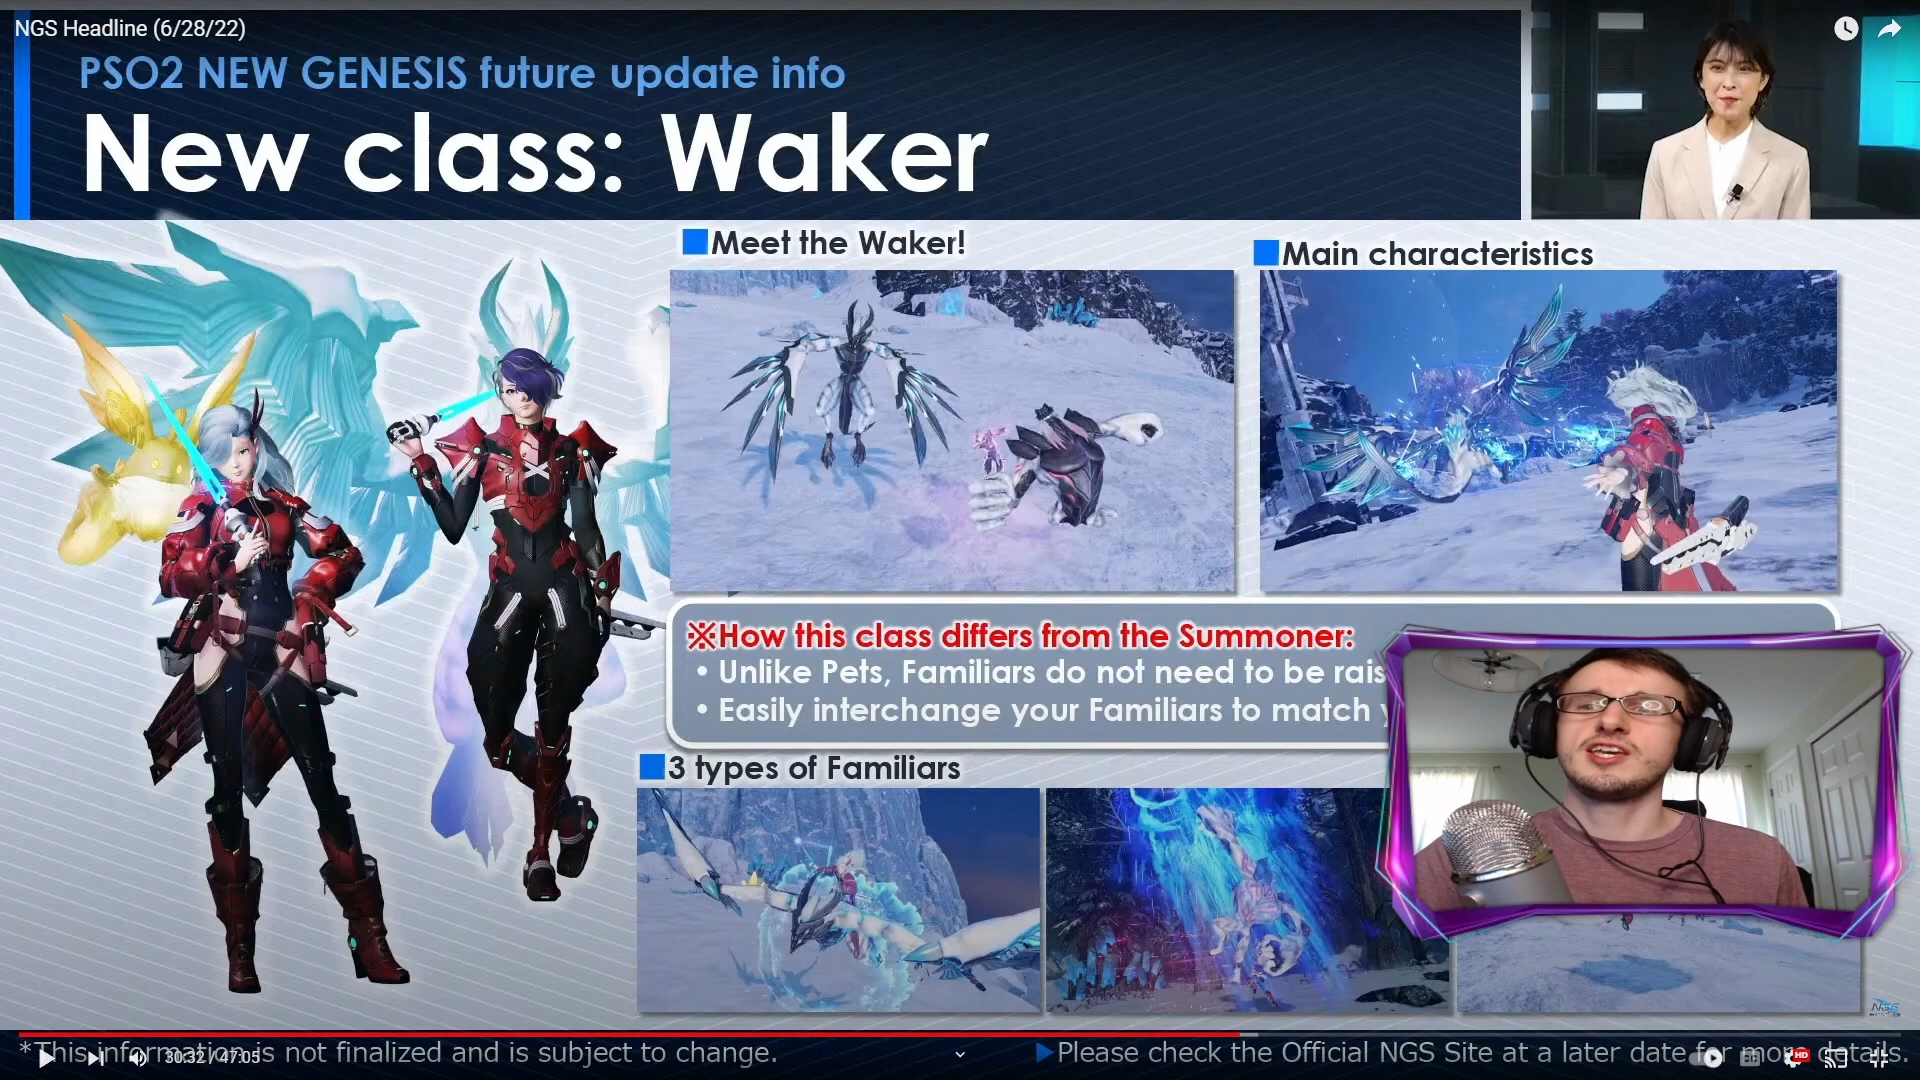 NGS Headline (6/28/22)
PSO2 NEW GENESIS future update info
New class: Waker
■Meet the Waker!
■Main characteristics
※How this class differs from the Summoner:
• Unlike Pets, Familiars do not need to be rais
• Easily interchange your Familiars to match
■3 types of Familiars
NGS
*This information is not finalized and is subject to change.
▶Please check the Official NGS Site at a later date for more details.
30:32 / 47:05
HD